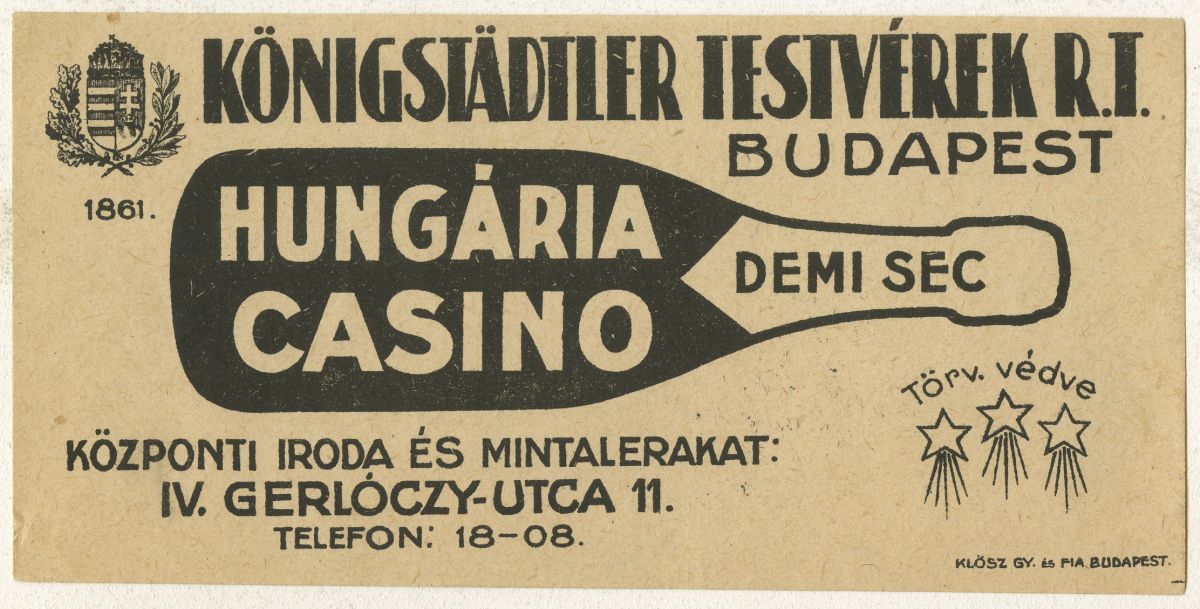 KÖNIGSTÄDTLER TESTVÉREK R.T.
BUDAPEST
1861.
HUNGÁRIA
CASINO
DEMI SEC
Törv. védve
KÖZPONTI IRODA ÉS MINTALERAKAT:
IV. GERLÓCZY-UTCA 11.
TELEFON: 18-08.
KLÖSZ GY. és FIA BUDAPEST.